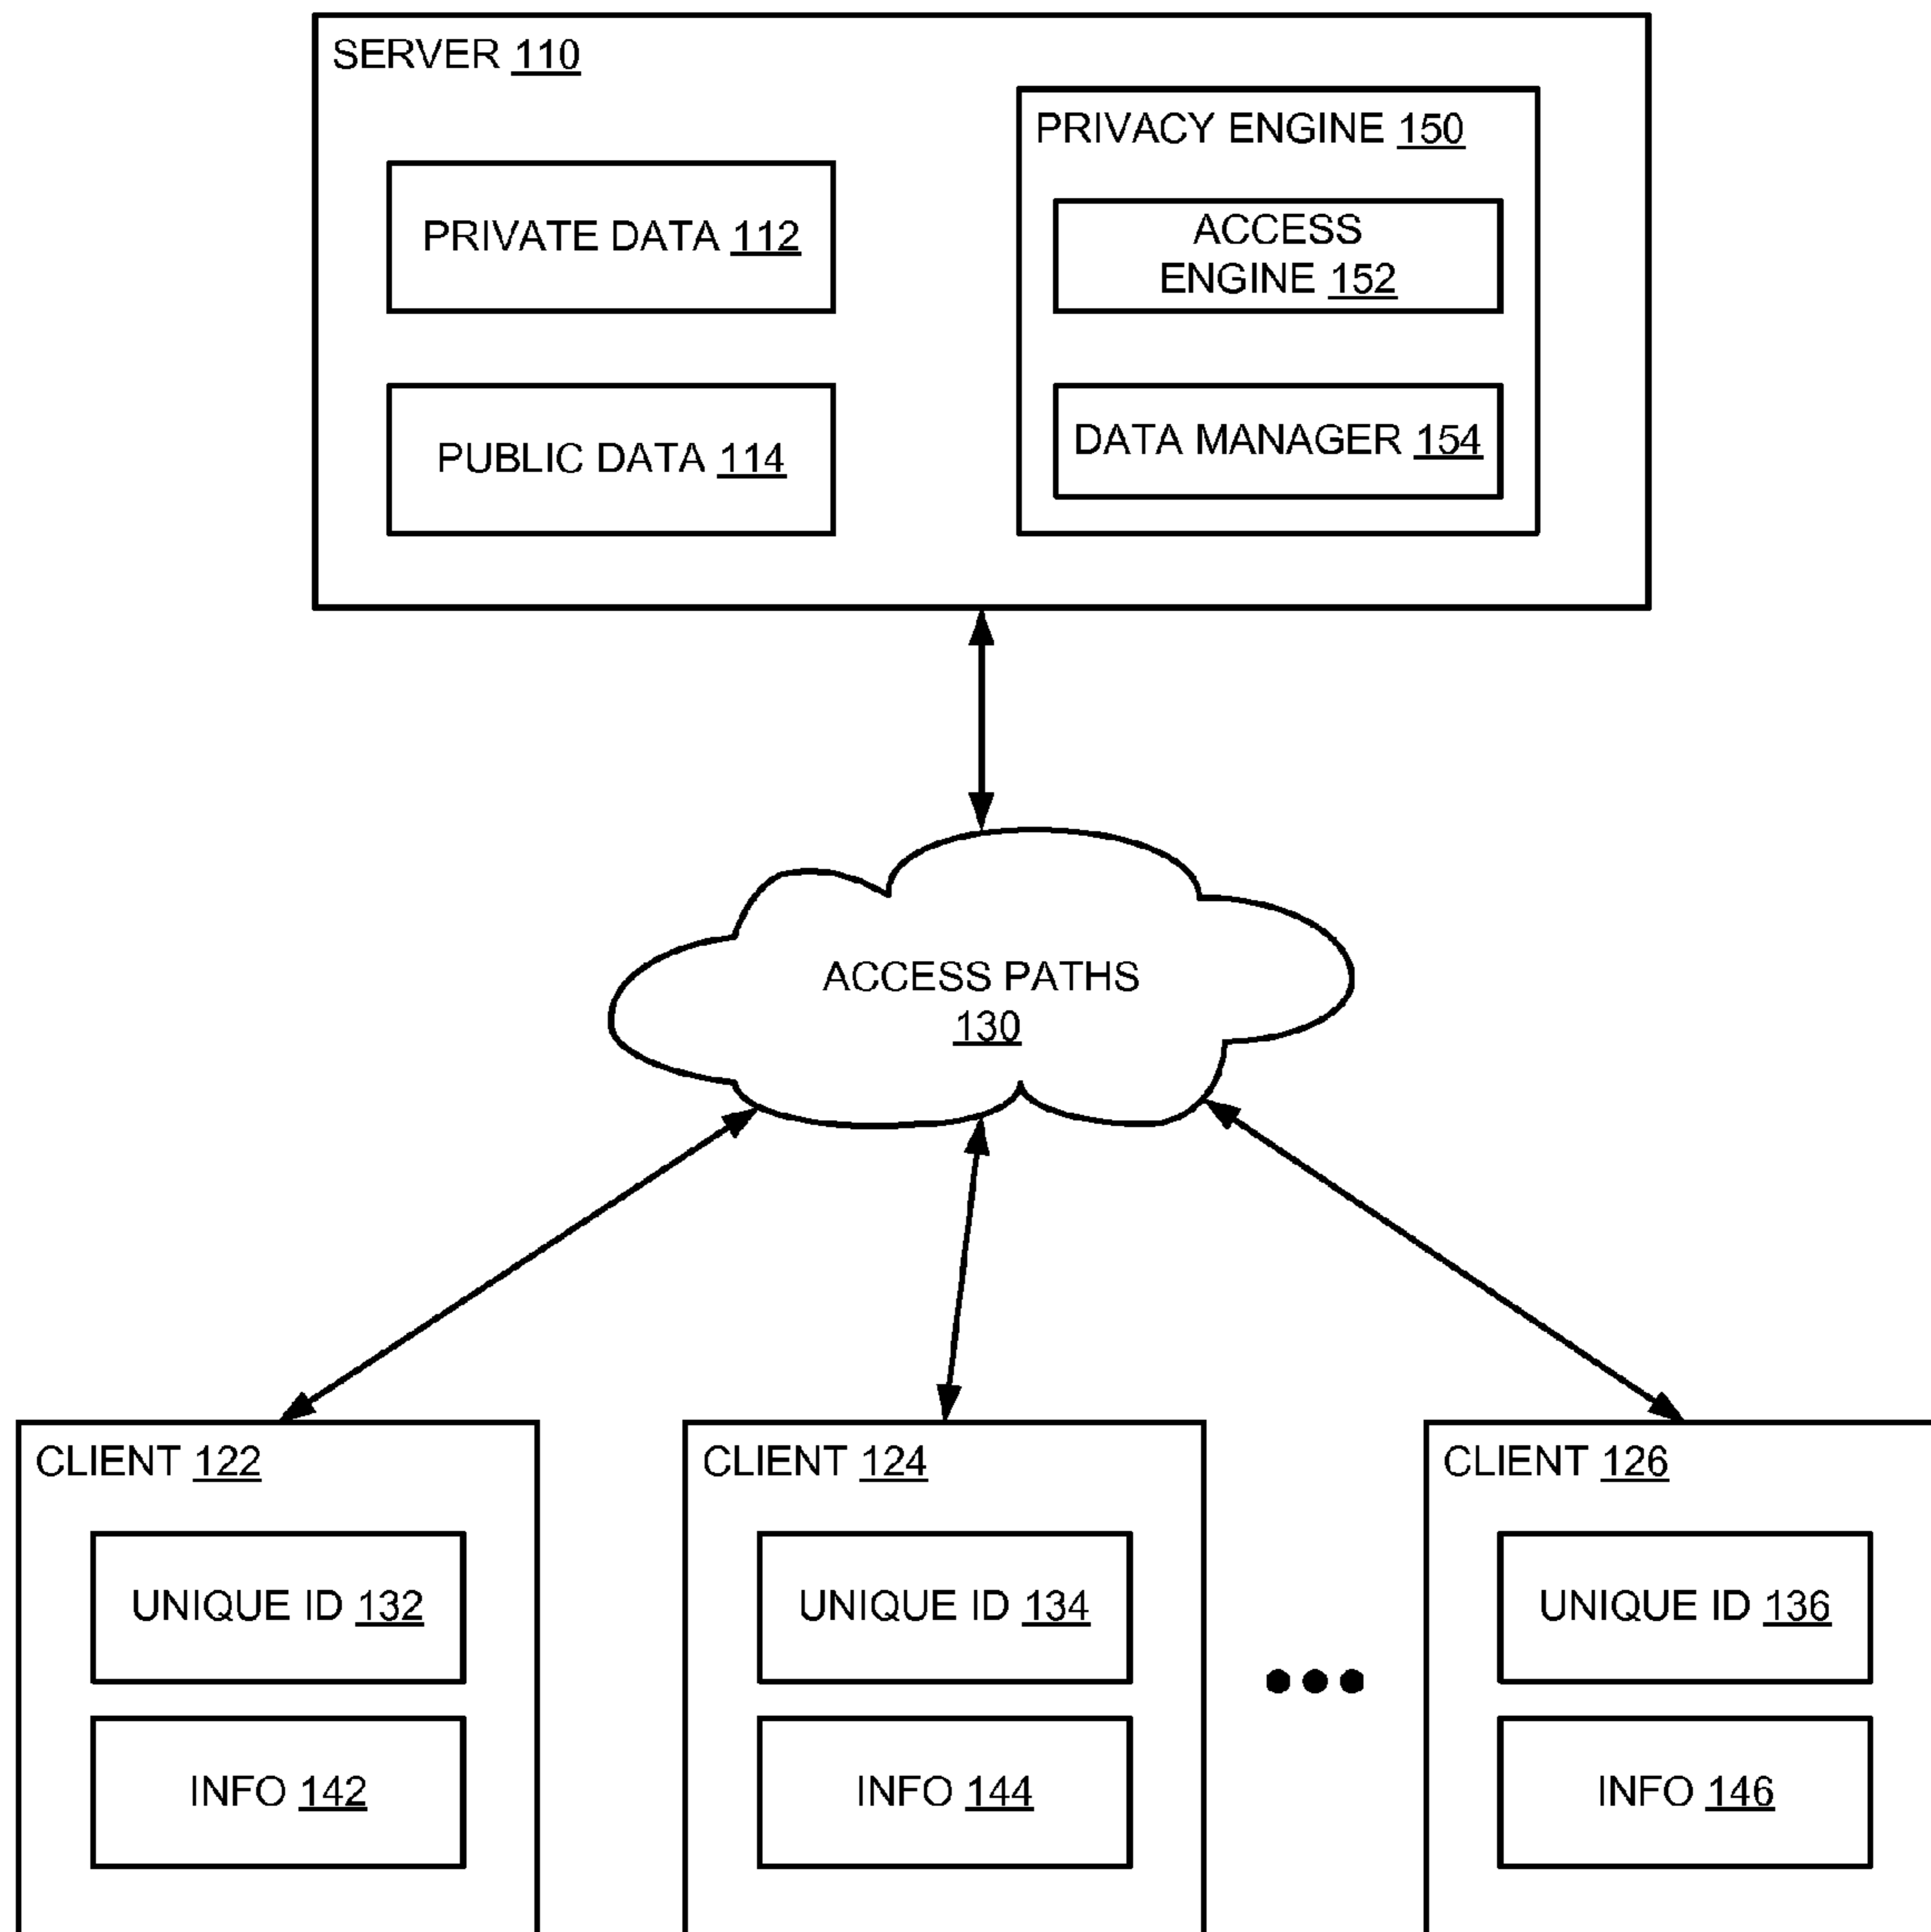 SERVER 110
PRIVACY ENGINE 150
PRIVATE DATA 112
ACCESS
ENGINE 152
PUBLIC DATA 114
DATA MANAGER 154
ACCESS PATHS
130
CLIENT 122
UNIQUE ID 132
INFO 142
CLIENT 124
UNIQUE ID 134
INFO 144
CLIENT 126
UNIQUE ID 136
INFO 146